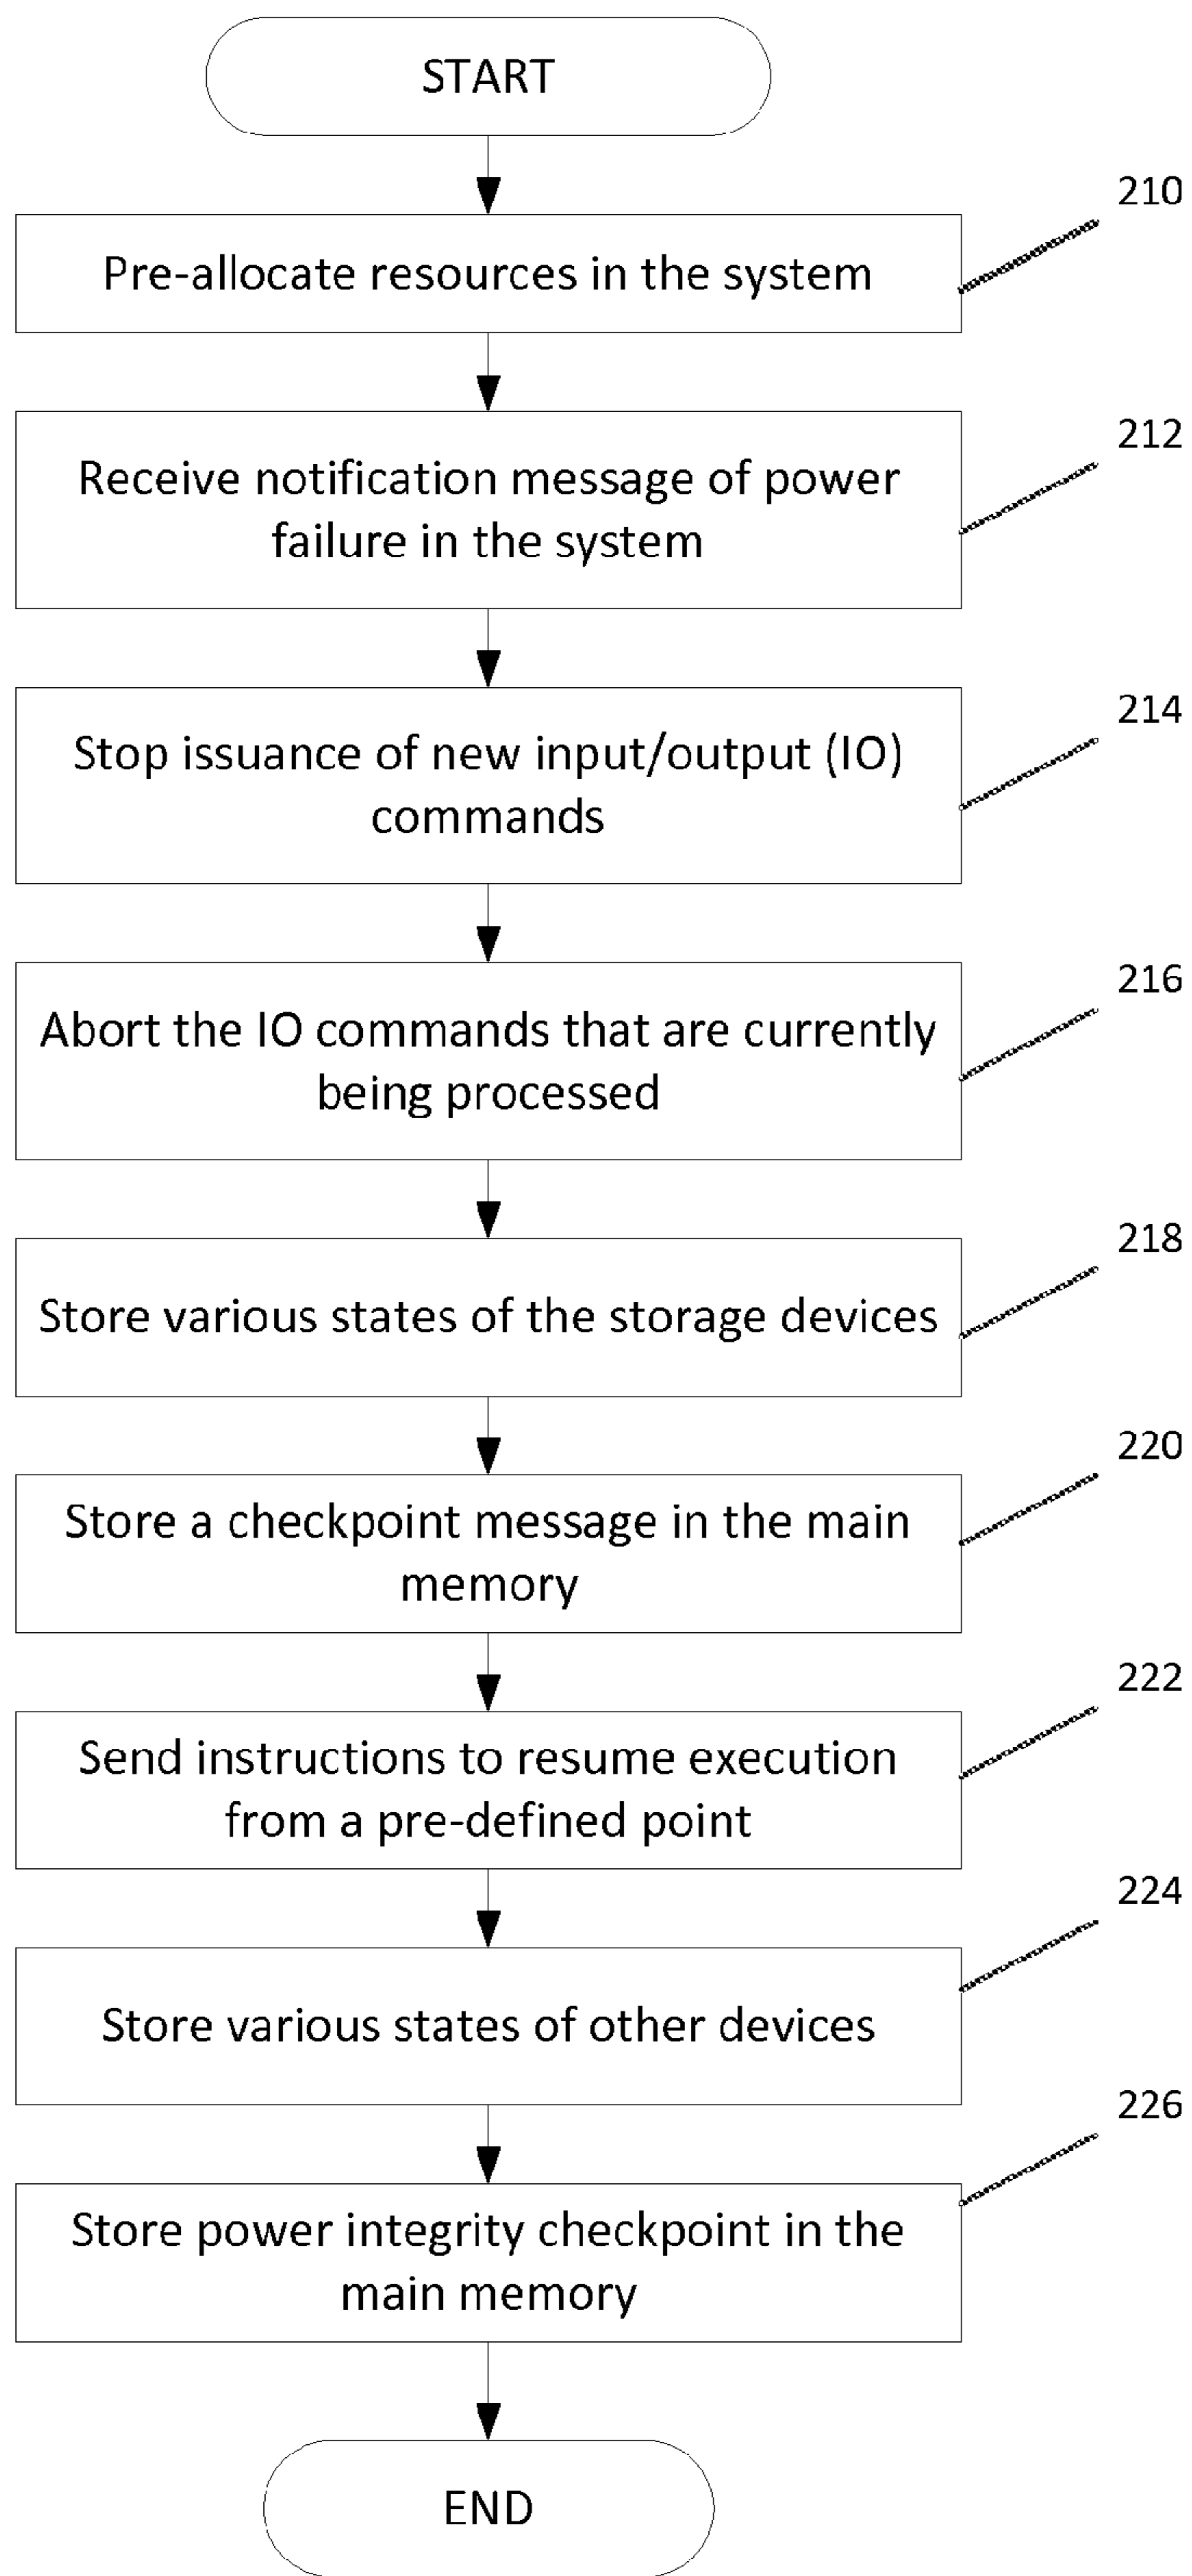 START
210
Pre-allocate resources in the system
212
Receive notification message of power
failure in the system
214
Stop issuance of new input/output (IO)
commands
216
Abort the IO commands that are currently
being processed
218
Store various states of the storage devices
220
Store a checkpoint message in the main
memory
222
Send instructions to resume execution
from a pre-defined point
224
Store various states of other devices
226
Store power integrity checkpoint in the
main memory
END